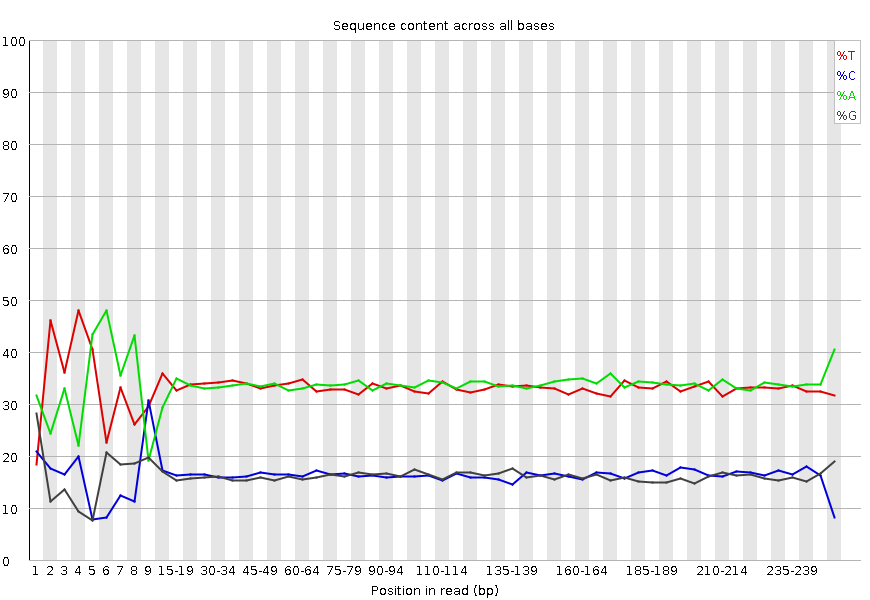 Sequence content across all bases
100
%T
%C
90
%A
%G
80
70
60
50
40
30
20
10
0
1 2 3 4 5 6 7 8 9 15-19 30-34 45-49 60-64 75-79 90-94 110-114 135-139 160-164 185-189 210-214 235-239
Position in read (bp)